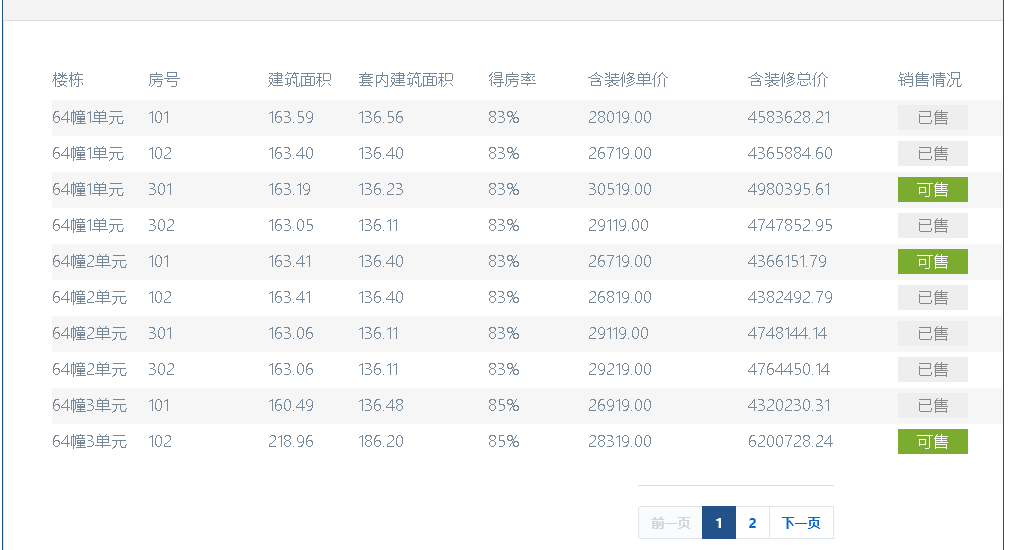 楼栋 房号 建筑面积 套内建筑面积 得房率 含装修单价 含装修总价 销售情况
64幢1单元 101 163.59 136.56 83% 28019.00 4583628.21 已售
64幢1单元 102 163.40 136.40 83% 26719.00 4365884.60 已售
64幢1单元 301 163.19 136.23 83% 30519.00 4980395.61 可售
64幢1单元 302 163.05 136.11 83% 29119.00 4747852.95 已售
64幢2单元 101 163.41 136.40 83% 26719.00 4366151.79 可售
64幢2单元 102 163.41 136.40 83% 26819.00 4382492.79 已售
64幢2单元 301 163.06 136.11 83% 29119.00 4748144.14 已售
64幢2单元 302 163.06 136.11 83% 29219.00 4764450.14 已售
64幢3单元 101 160.49 136.48 85% 26919.00 4320230.31 已售
64幢3单元 102 218.96 186.20 85% 28319.00 6200728.24 可售
前一页 1 2 下一页